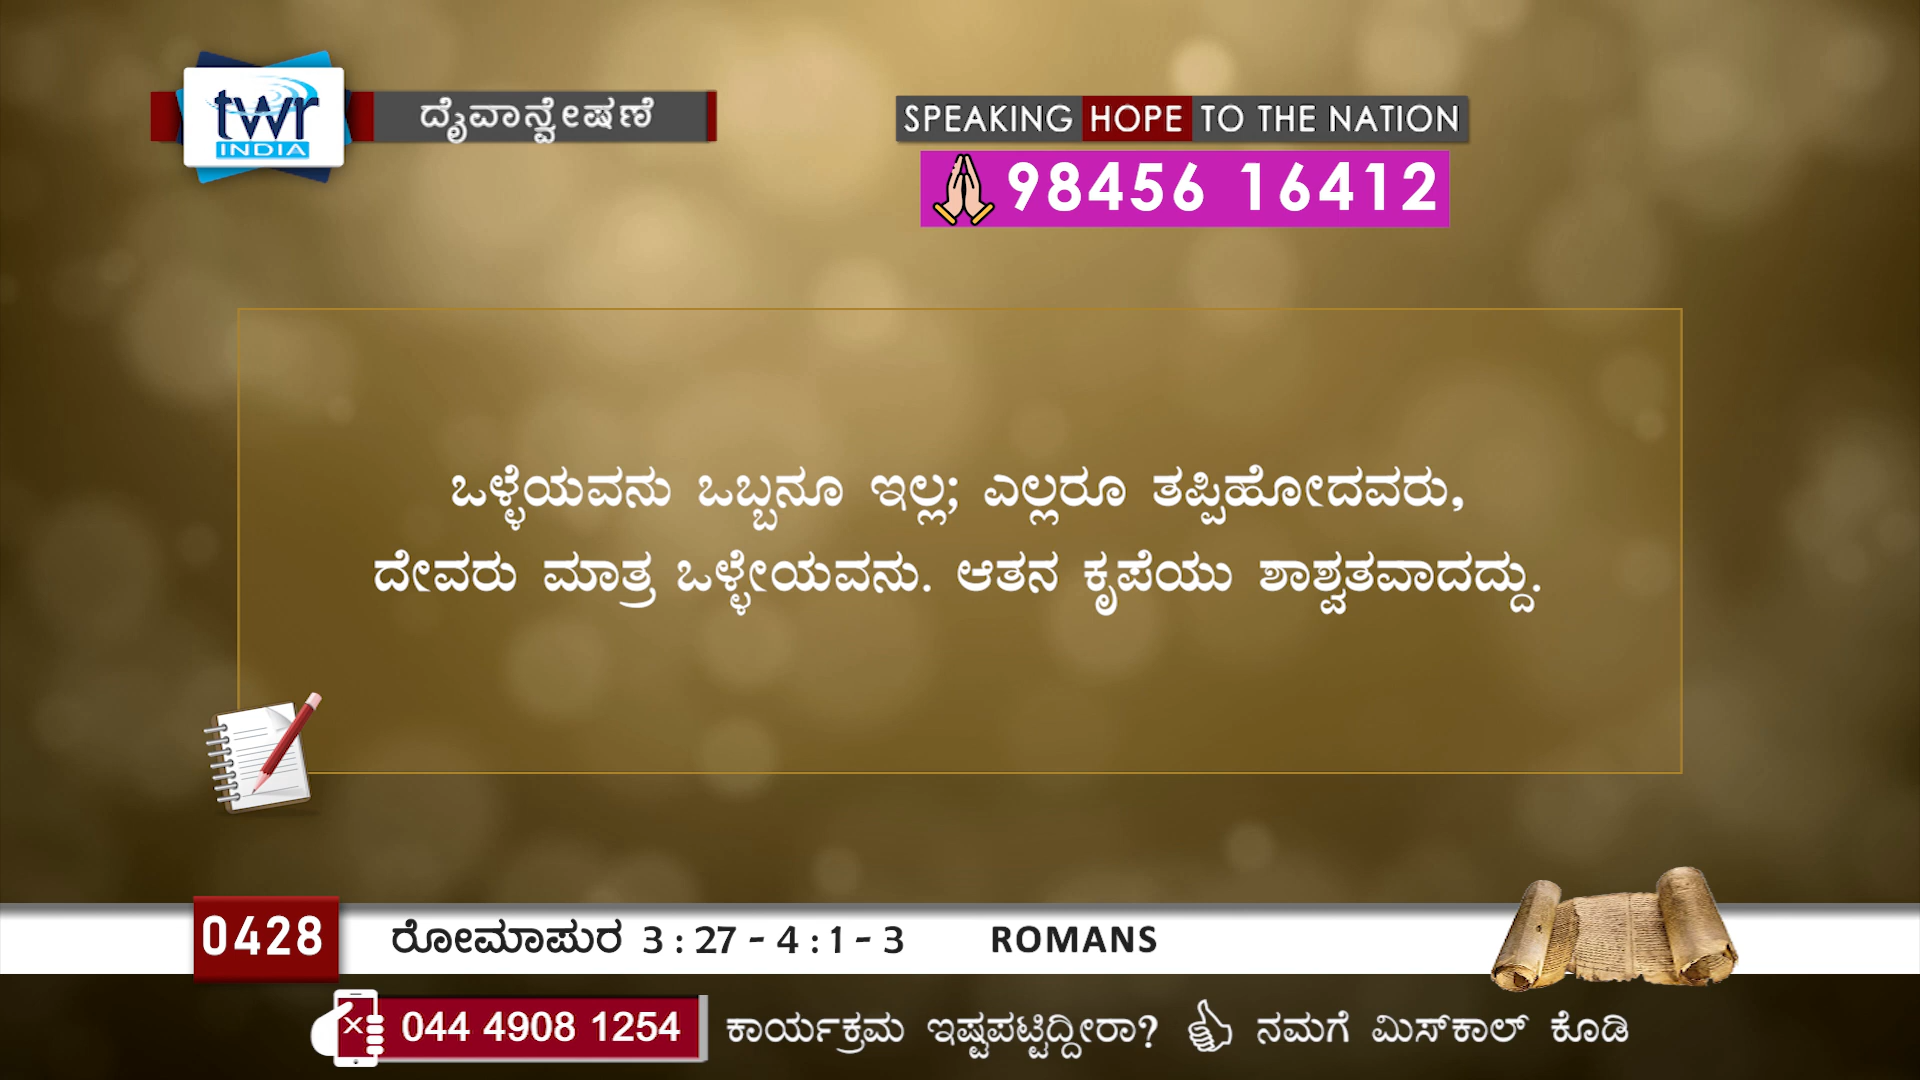 twr
INDIA
ದೈವಾನ್ವೇಷಣೆ
SPEAKING HOPE TO THE NATION
98456 16412
ಒಳ್ಳೆಯವನು ಒಬ್ಬನೂ ಇಲ್ಲ; ಎಲ್ಲರೂ ತಪ್ಪಿಹೋದವರು,
ದೇವರು ಮಾತ್ರ ಒಳ್ಳೇಯವನು. ಆತನ ಕೃಪೆಯು ಶಾಶ್ವತವಾದದ್ದು.
0428 ರೋಮಾಪುರ 3 : 27 - 4 : 1 - 3 ROMANS
044 4908 1254 ಕಾರ್ಯಕ್ರಮ ಇಷ್ಟಪಟ್ಟಿದ್ದೀರಾ? ನಮಗೆ ಮಿಸ್‌ಕಾಲ್ ಕೊಡಿ